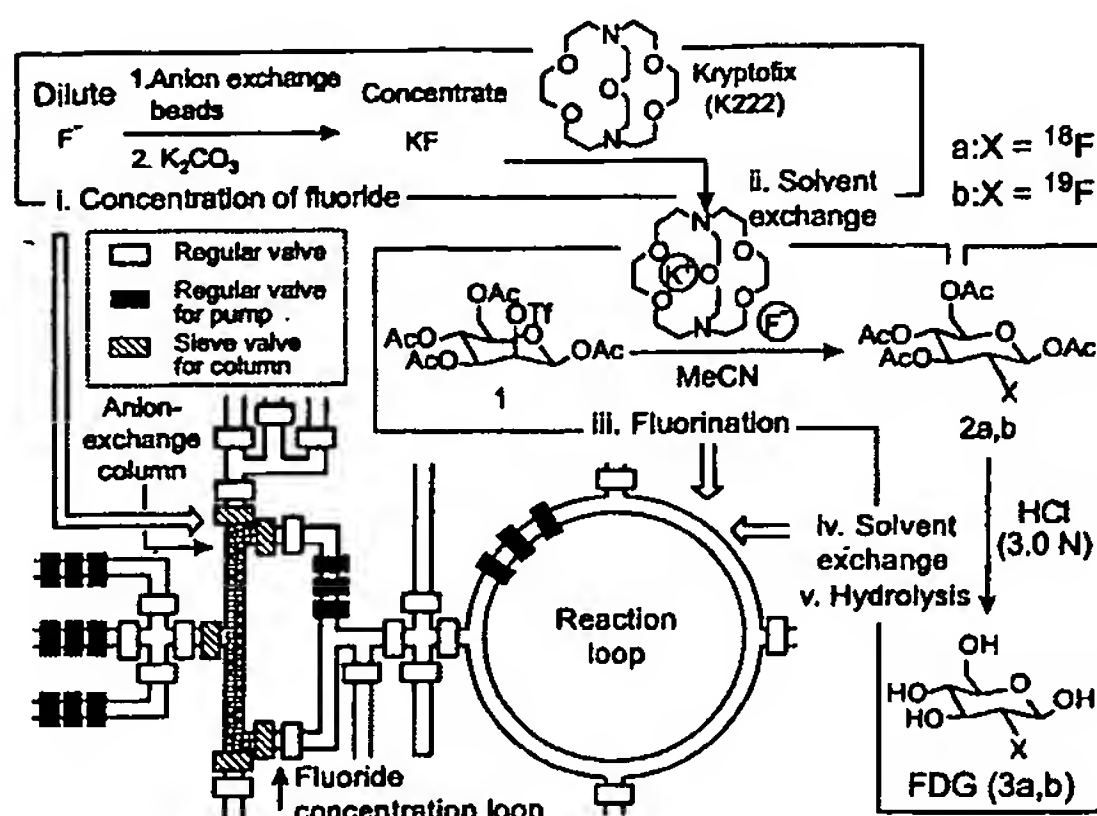 Dilute
F⁻
1.Anion exchange
beads
2. K₂CO₃
Concentrate
KF
N
O
O
O
O
O
N
Kryptofix
(K222)
a:X = ¹⁸F
b:X = ¹⁹F
i. Concentration of fluoride
ii. Solvent
exchange
Regular valve
Regular valve
for pump
Sieve valve
for column
N
O
O
K⁺
O
O
O
N
F⁻
OAc
OTf
AcO
O
AcO
OAc
1
MeCN
OAc
AcO
O
AcO
OAc
X
2a,b
iii. Fluorination
Anion-
exchange
column
iv. Solvent
exchange
v. Hydrolysis
HCl
(3.0 N)
Reaction
loop
OH
HO
O
HO
OH
X
FDG (3a,b)
Fluoride
concentration loop